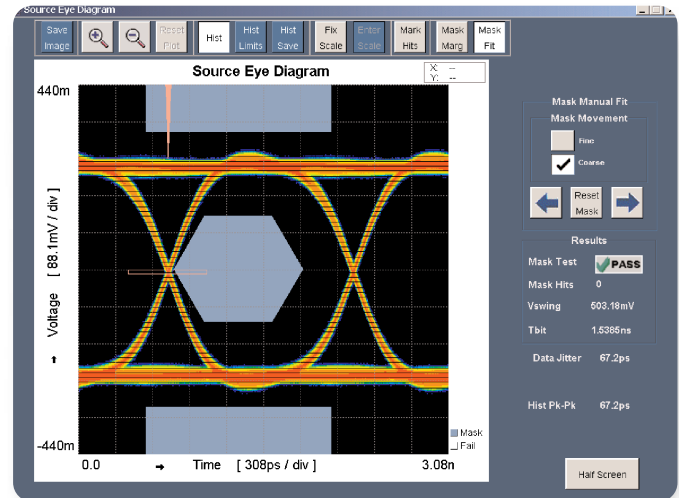 Source Eye Diagram
Save Image
Reset Plot
Hist
Hist Limits
Hist Save
Fix Scale
Enter Scale
Mark Hits
Mask Marg
Mask Fit
Source Eye Diagram
X: --
Y: --
440m
Voltage [ 88.1mV / div ]
-440m
0.0
Time [ 308ps / div ]
3.08n
Mask
Fail
Mask Manual Fit
Mask Movement
Fine
Coarse
Reset Mask
Results
Mask Test PASS
Mask Hits 0
Vswing 503.18mV
Tbit 1.5385ns
Data Jitter 67.2ps
Hist Pk-Pk 67.2ps
Half Screen